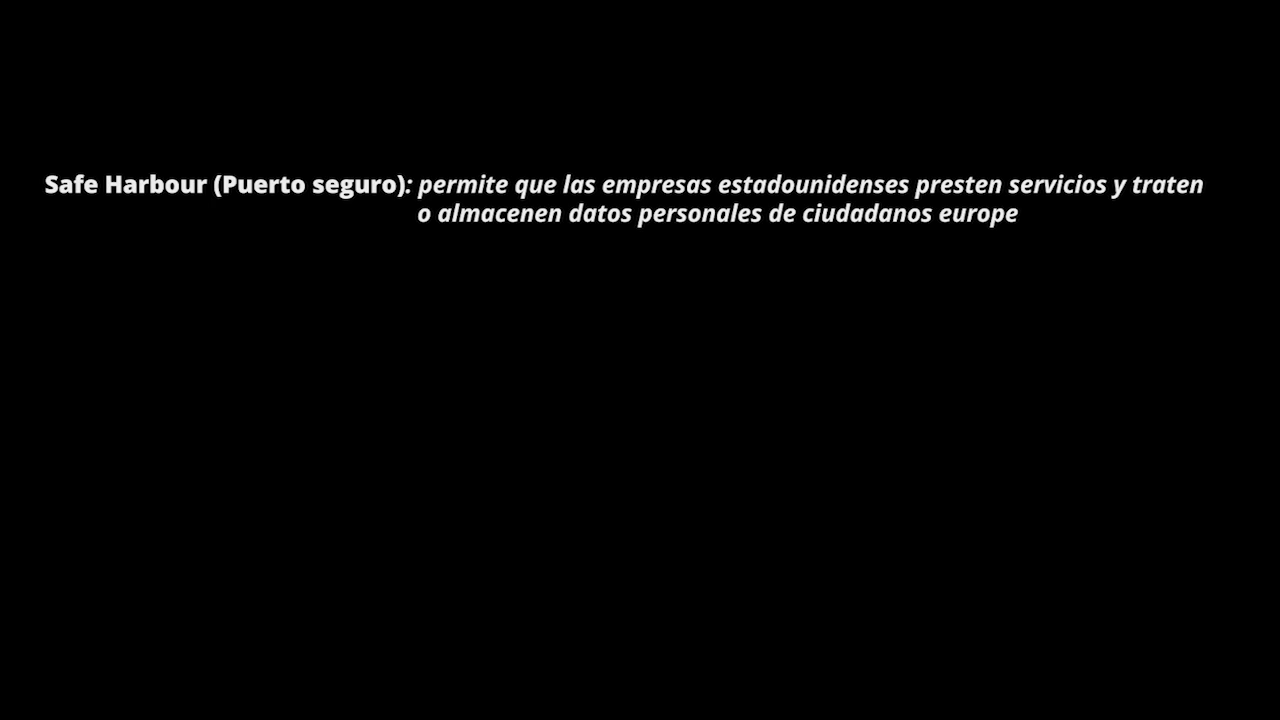 Safe Harbour (Puerto seguro): permite que las empresas estadounidenses presten servicios y traten
o almacenen datos personales de ciudadanos europe